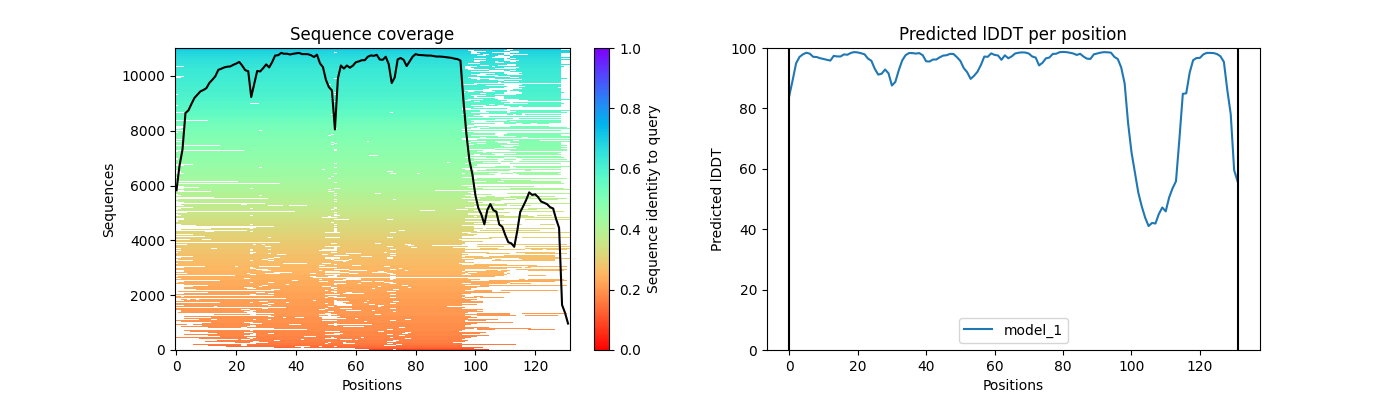 Sequence coverage
10000
8000
6000
4000
2000
0
Sequences
0 20 40 60 80 100 120
Positions
1.0
0.8
0.6
0.4
0.2
0.0
Sequence identity to query
Predicted lDDT per position
100
80
60
40
20
0
Predicted lDDT
model_1
0 20 40 60 80 100 120
Positions